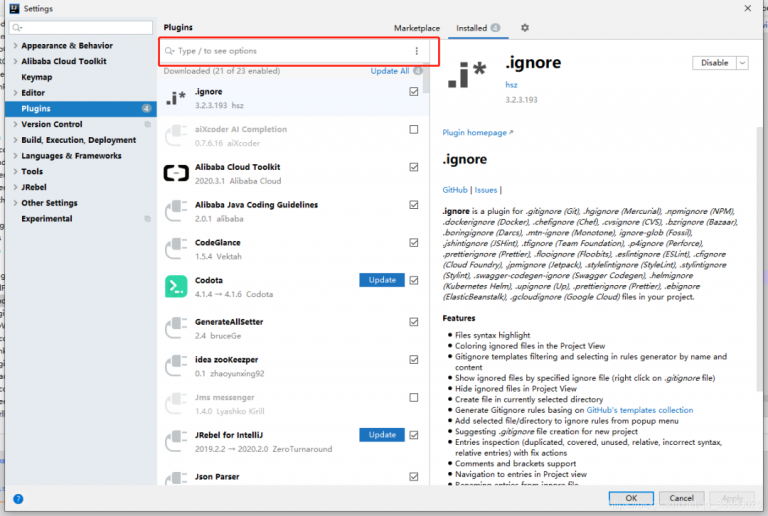 Settings
Appearance & Behavior
Alibaba Cloud Toolkit
Keymap
Editor
Plugins 4
Version Control
Build, Execution, Deployment
Languages & Frameworks
Tools
JRebel
Other Settings
Experimental
Plugins
Marketplace
Installed 4
Type / to see options
Downloaded (21 of 23 enabled)
Update All 4
.ignore
3.2.3.193 hsz
aiXcoder AI Completion
0.7.6.16 aiXcoder
Alibaba Cloud Toolkit
2020.3.1 Alibaba Cloud
Alibaba Java Coding Guidelines
2.0.1 alibaba
CodeGlance
1.5.4 Vektah
Codota
4.1.4 → 4.1.6 Codota
Update
GenerateAllSetter
2.4 bruceGe
idea zooKeezper
0.1 zhaoyunxing92
Jms messenger
1.4.0 Lyashko Kirill
JRebel for IntelliJ
2019.2.2 → 2020.2.0 ZeroTurnaround
Update
Json Parser
.i*
.ignore
hsz
3.2.3.193
Disable
Plugin homepage
.ignore
GitHub | Issues |
.ignore is a plugin for .gitignore (Git), .hgignore (Mercurial), .npmignore (NPM),
.dockerignore (Docker), .chefignore (Chef), .cvsignore (CVS), .bzrignore (Bazaar),
.boringignore (Darcs), .mtn-ignore (Monotone), ignore-glob (Fossil),
.jshintignore (JSHint), .tfignore (Team Foundation), .p4ignore (Perforce),
.prettierignore (Prettier), .flooignore (Floobits), .eslintignore (ESLint), .cfignore
(Cloud Foundry), .jpmignore (Jetpack), .stylelintignore (StyleLint), .stylintignore
(Stylint), .swagger-codegen-ignore (Swagger Codegen), .helmignore
(Kubernetes Helm), .upignore (Up), .prettierignore (Prettier), .ebignore
(ElasticBeanstalk), .gcloudignore (Google Cloud) files in your project.
Features
Files syntax highlight
Coloring ignored files in the Project View
Gitignore templates filtering and selecting in rules generator by name and
content
Show ignored files by specified ignore file (right click on .gitignore file)
Hide ignored files in Project View
Create file in currently selected directory
Generate Gitignore rules basing on GitHub's templates collection
Add selected file/directory to ignore rules from popup menu
Suggesting .gitignore file creation for new project
Entries inspection (duplicated, covered, unused, relative, incorrect syntax,
relative entries) with fix actions
Comments and brackets support
Navigation to entries in Project view
Renaming entries from ignore file
OK
Cancel
Apply